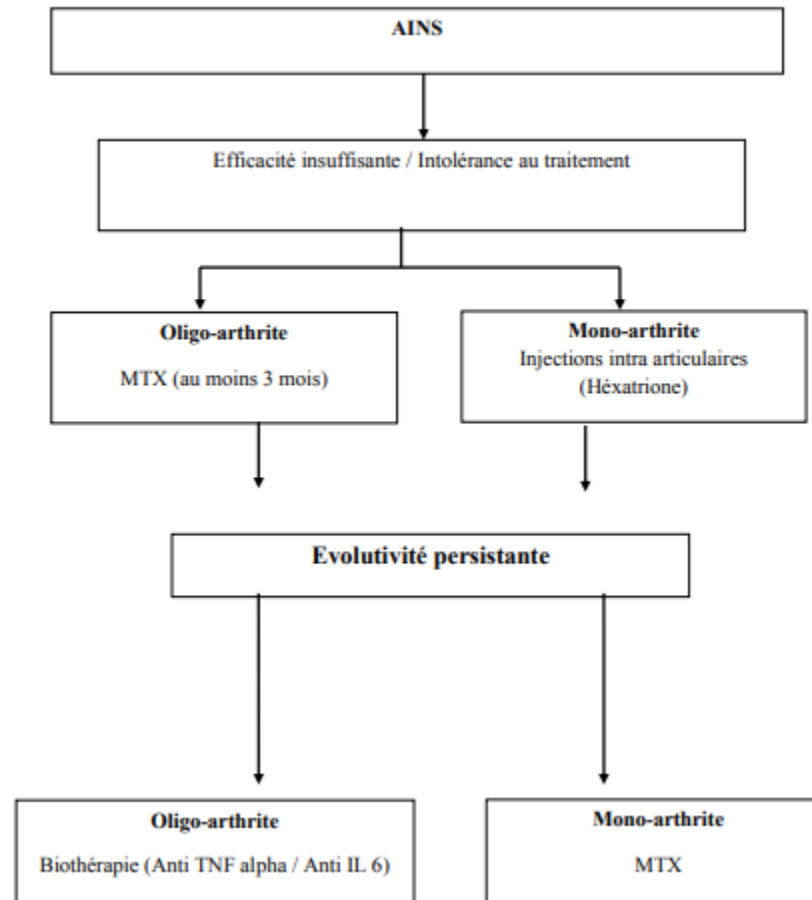 AINS
Efficacité insuffisante / Intolérance au traitement
Oligo-arthrite
MTX (au moins 3 mois)
Mono-arthrite
Injections intra articulaires
(Héxatrione)
Evolutivité persistante
Oligo-arthrite
Biothérapie (Anti TNF alpha / Anti IL 6)
Mono-arthrite
MTX